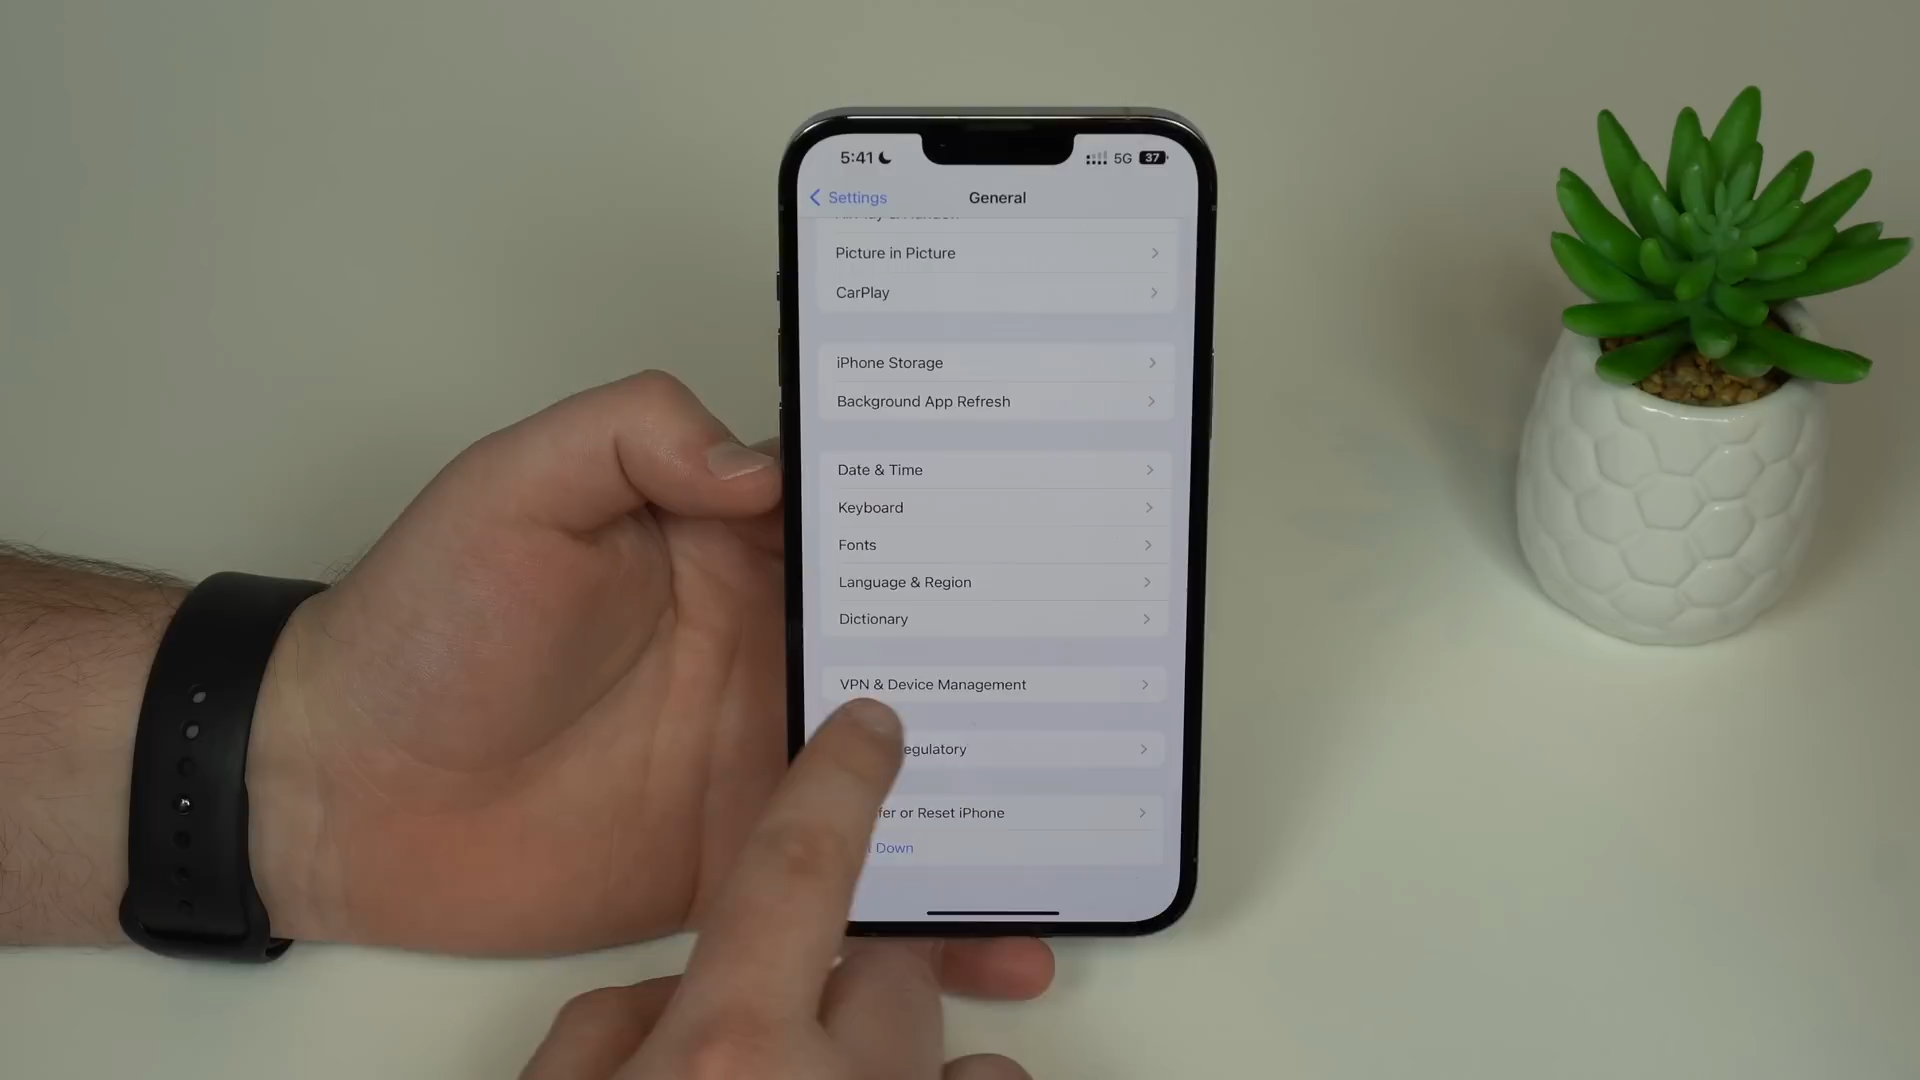 5:41 5G 37
Settings General
Picture in Picture
CarPlay
iPhone Storage
Background App Refresh
Date & Time
Keyboard
Fonts
Language & Region
Dictionary
VPN & Device Management
egulatory
fer or Reset iPhone
Down